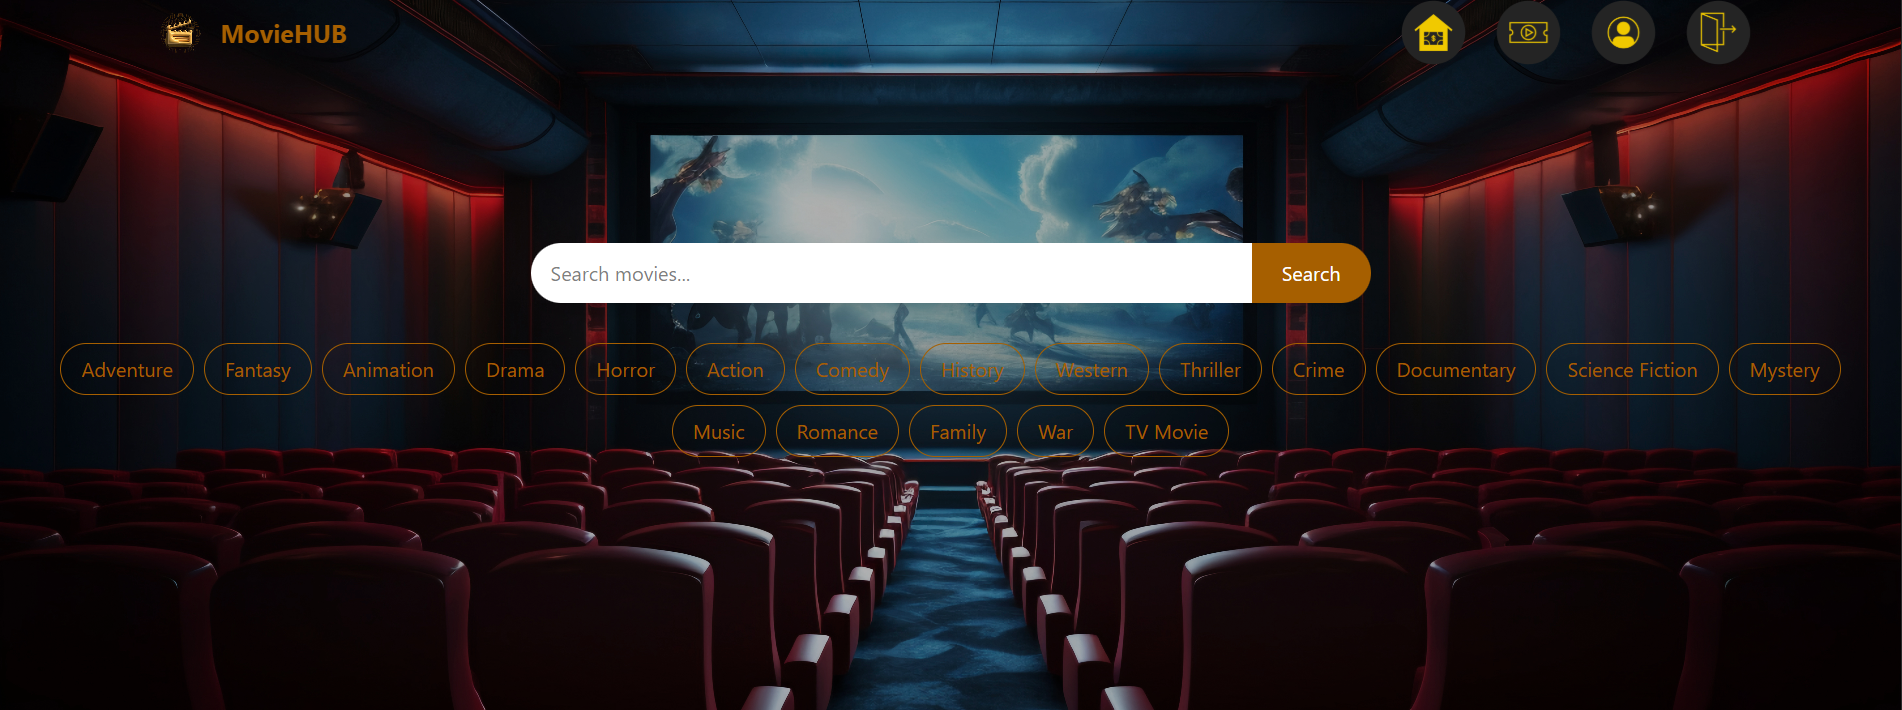 MovieHUB
Search movies...
Search
Adventure Fantasy Animation Drama Horror Action Comedy History Western Thriller Crime Documentary Science Fiction Mystery
Music Romance Family War TV Movie